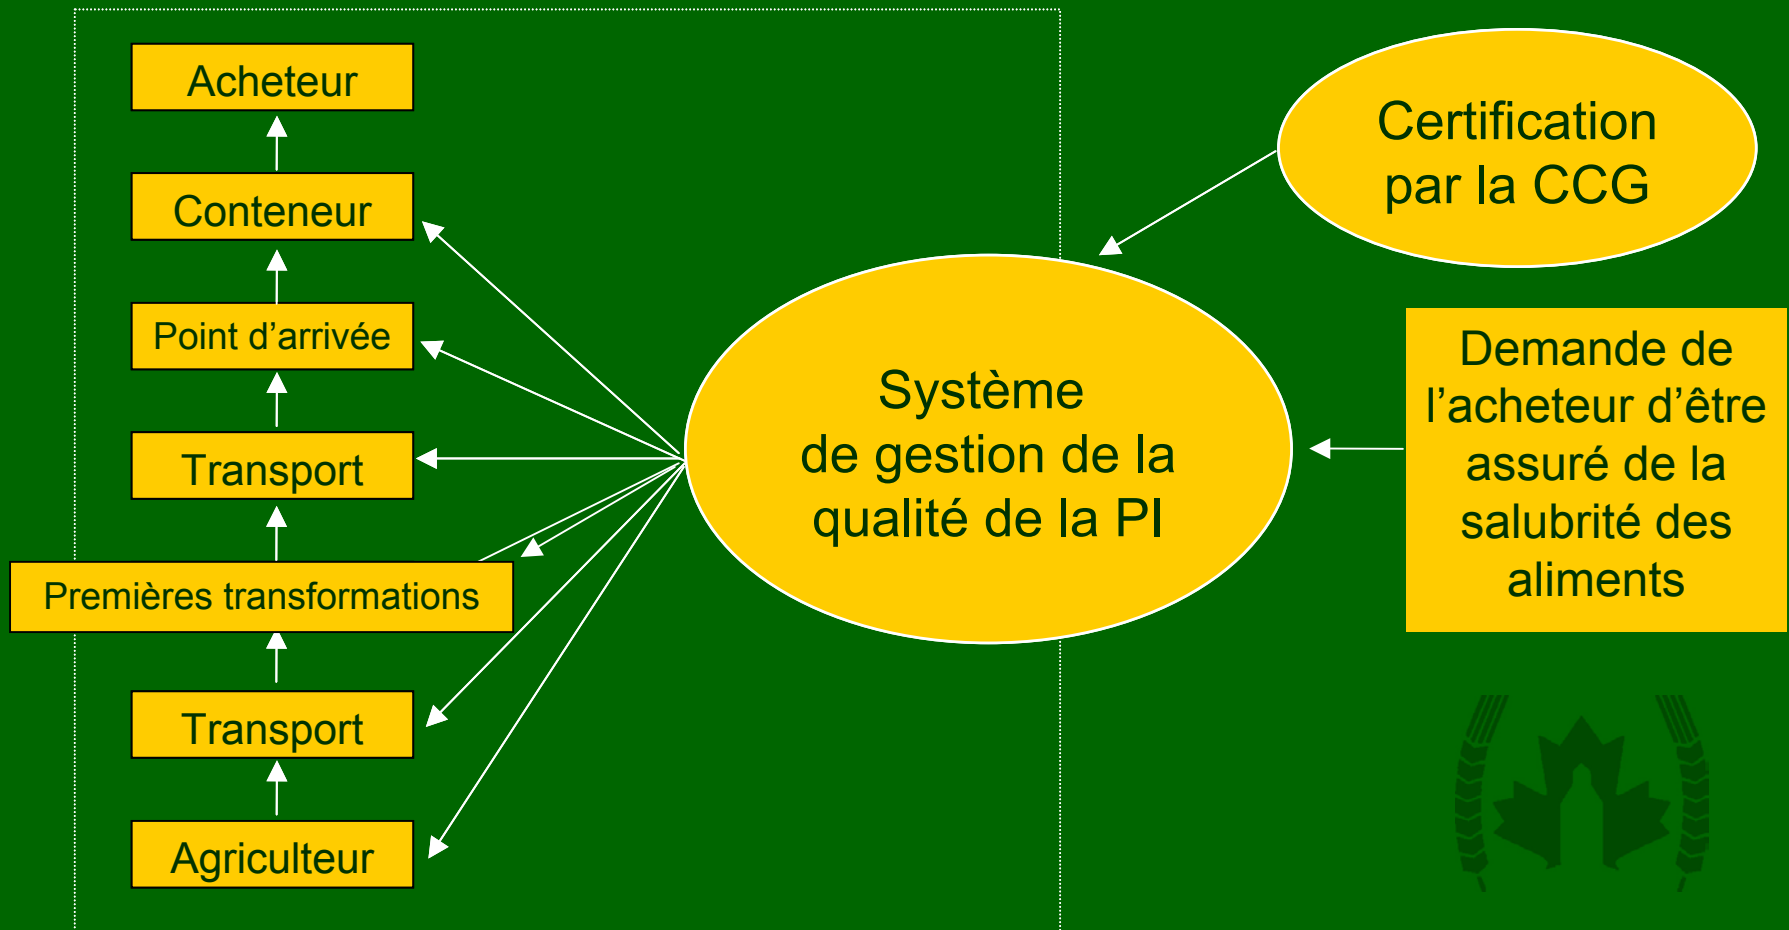 Acheteur
Conteneur
Point d’arrivée
Transport
Premières transformations
Transport
Agriculteur
Système
de gestion de la
qualité de la PI
Certification
par la CCG
Demande de
l’acheteur d’être
assuré de la
salubrité des
aliments